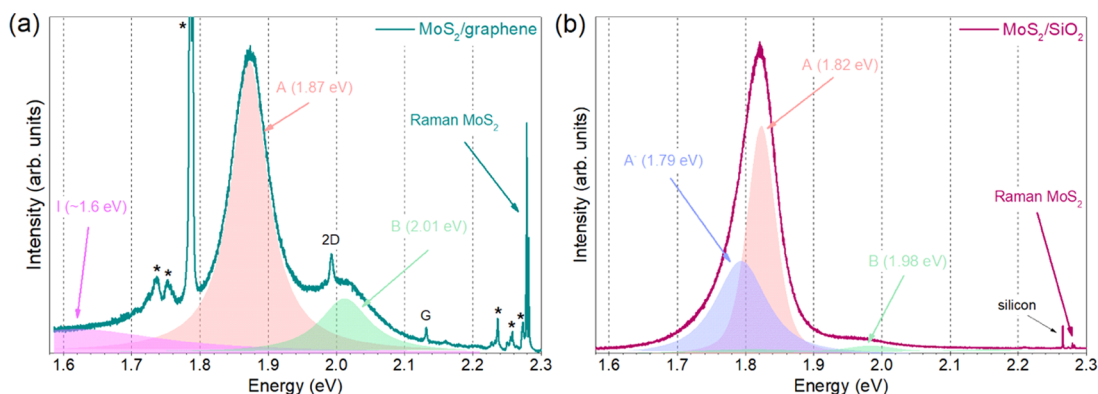 (a)
MoS2/graphene
*
A (1.87 eV)
Raman MoS2
I (~1.6 eV)
B (2.01 eV)
2D
* *
G
* * *
Intensity (arb. units)
1.6 1.7 1.8 1.9 2.0 2.1 2.2 2.3
Energy (eV)
(b)
MoS2/SiO2
A (1.82 eV)
A- (1.79 eV)
Raman MoS2
B (1.98 eV)
silicon
Intensity (arb. units)
1.6 1.7 1.8 1.9 2.0 2.1 2.2 2.3
Energy (eV)